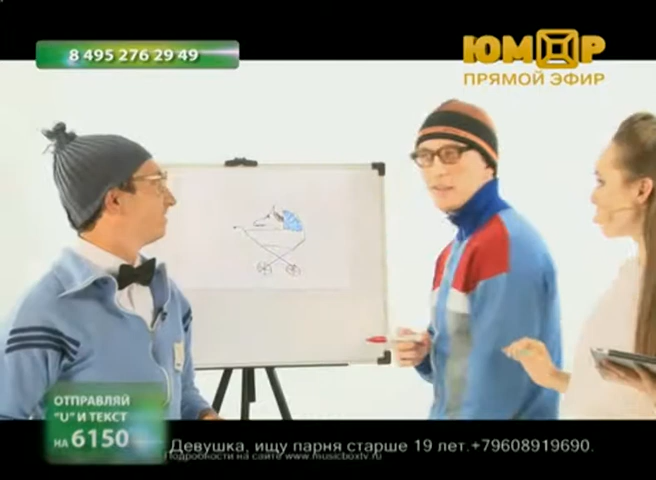 8 495 276 29 49
ЮМОР
ПРЯМОЙ ЭФИР
ОТПРАВЛЯЙ
"U" И ТЕКСТ
НА 6150
Девушка, ищу парня старше 19 лет.+79608919690.
Подробности на сайте www.musicboxtv.ru